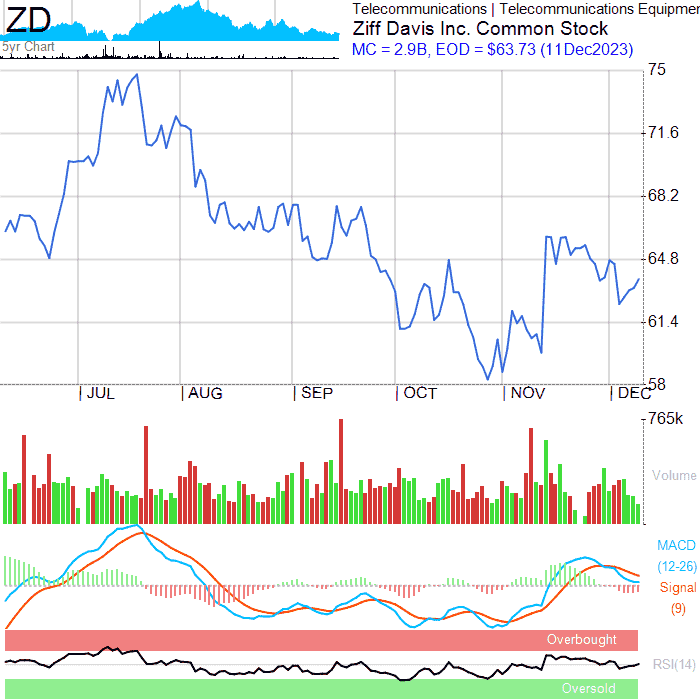 ZD
5yr Chart
Telecommunications | Telecommunications Equipmen
Ziff Davis Inc. Common Stock
MC = 2.9B, EOD = $63.73 (11Dec2023)
75
71.6
68.2
64.8
61.4
58
JUL
AUG
SEP
OCT
NOV
DEC
765k
Volume
MACD
(12-26)
Signal
(9)
Overbought
RSI(14)
Oversold